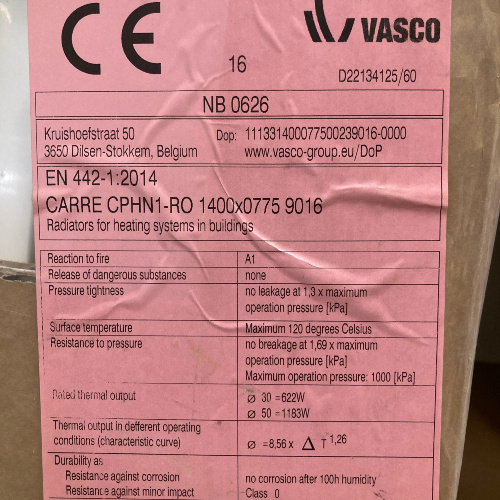 CE
VASCO
16
D22134125/60
NB 0626
Kruishoefstraat 50
3650 Dilsen-Stokkem, Belgium
Dop: 111331400077500239016-0000
www.vasco-group.eu/DoP
EN 442-1:2014
CARRE CPHN1-RO 1400x0775 9016
Radiators for heating systems in buildings
Reaction to fire A1
Release of dangerous substances none
Pressure tightness no leakage at 1,3 x maximum
operation pressure [kPa]
Surface temperature Maximum 120 degrees Celsius
Resistance to pressure no breakage at 1,69 x maximum
operation pressure [kPa]
Maximum operation pressure: 1000 [kPa]
Rated thermal output ø 30 =622W
ø 50 =1183W
Thermal output in defferent operating
conditions (characteristic curve) ø =8,56 x Δ T 1,26
Durability as
Resistance against corrosion no corrosion after 100h humidity
Resistance against minor impact Class 0